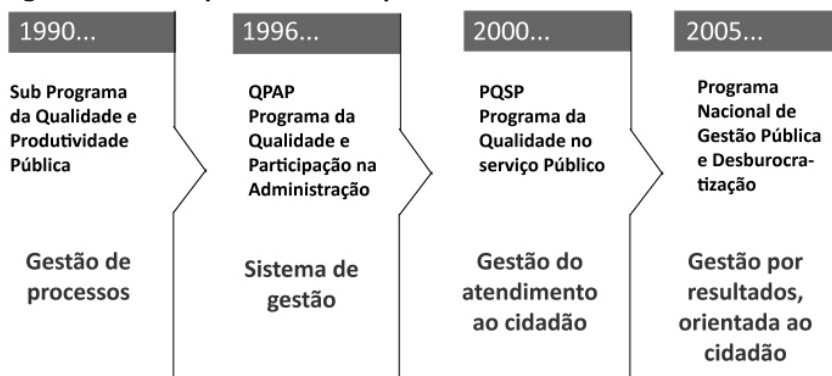 1990...
Sub Programa
da Qualidade e
Produtividade
Pública
Gestão de
processos
1996...
QPAP
Programa da
Qualidade e
Participação na
Administração
Sistema de
gestão
2000...
PQSP
Programa da
Qualidade no
serviço Público
Gestão do
atendimento
ao cidadão
2005...
Programa
Nacional de
Gestão Pública
e Desburocra-
tização
Gestão por
resultados,
orientada ao
cidadão